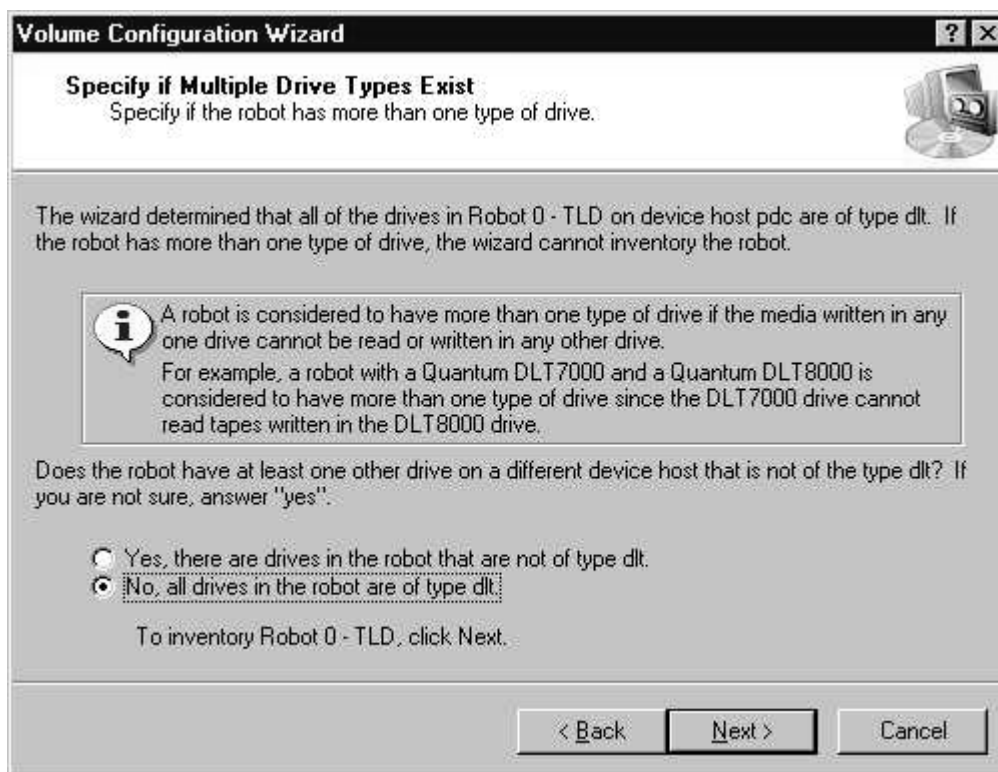 Volume Configuration Wizard
Specify if Multiple Drive Types Exist
Specify if the robot has more than one type of drive.
The wizard determined that all of the drives in Robot 0 - TLD on device host pdc are of type dlt. If
the robot has more than one type of drive, the wizard cannot inventory the robot.
A robot is considered to have more than one type of drive if the media written in any
one drive cannot be read or written in any other drive.
For example, a robot with a Quantum DLT7000 and a Quantum DLT8000 is
considered to have more than one type of drive since the DLT7000 drive cannot
read tapes written in the DLT8000 drive.
Does the robot have at least one other drive on a different device host that is not of the type dlt? If
you are not sure, answer "yes".
Yes, there are drives in the robot that are not of type dlt.
No, all drives in the robot are of type dlt.
To inventory Robot 0 - TLD, click Next.
< Back
Next >
Cancel